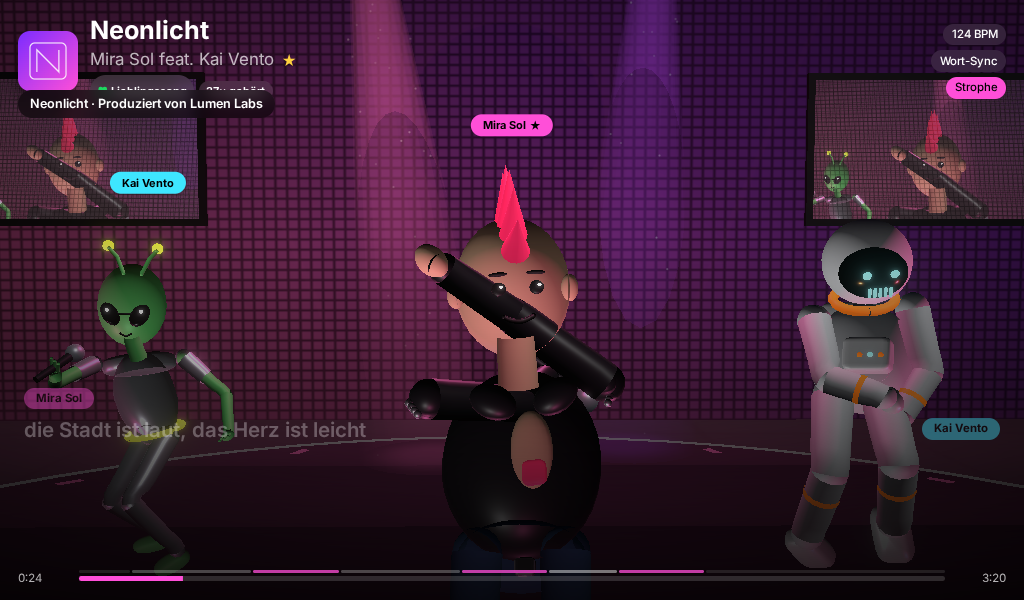 Neonlicht
Mira Sol feat. Kai Vento ★
Neonlicht · Produziert von Lumen Labs
124 BPM
Wort-Sync
Strophe
Mira Sol ★
Kai Vento
Mira Sol
die Stadt ist laut, das Herz ist leicht
Kai Vento
0:24
3:20